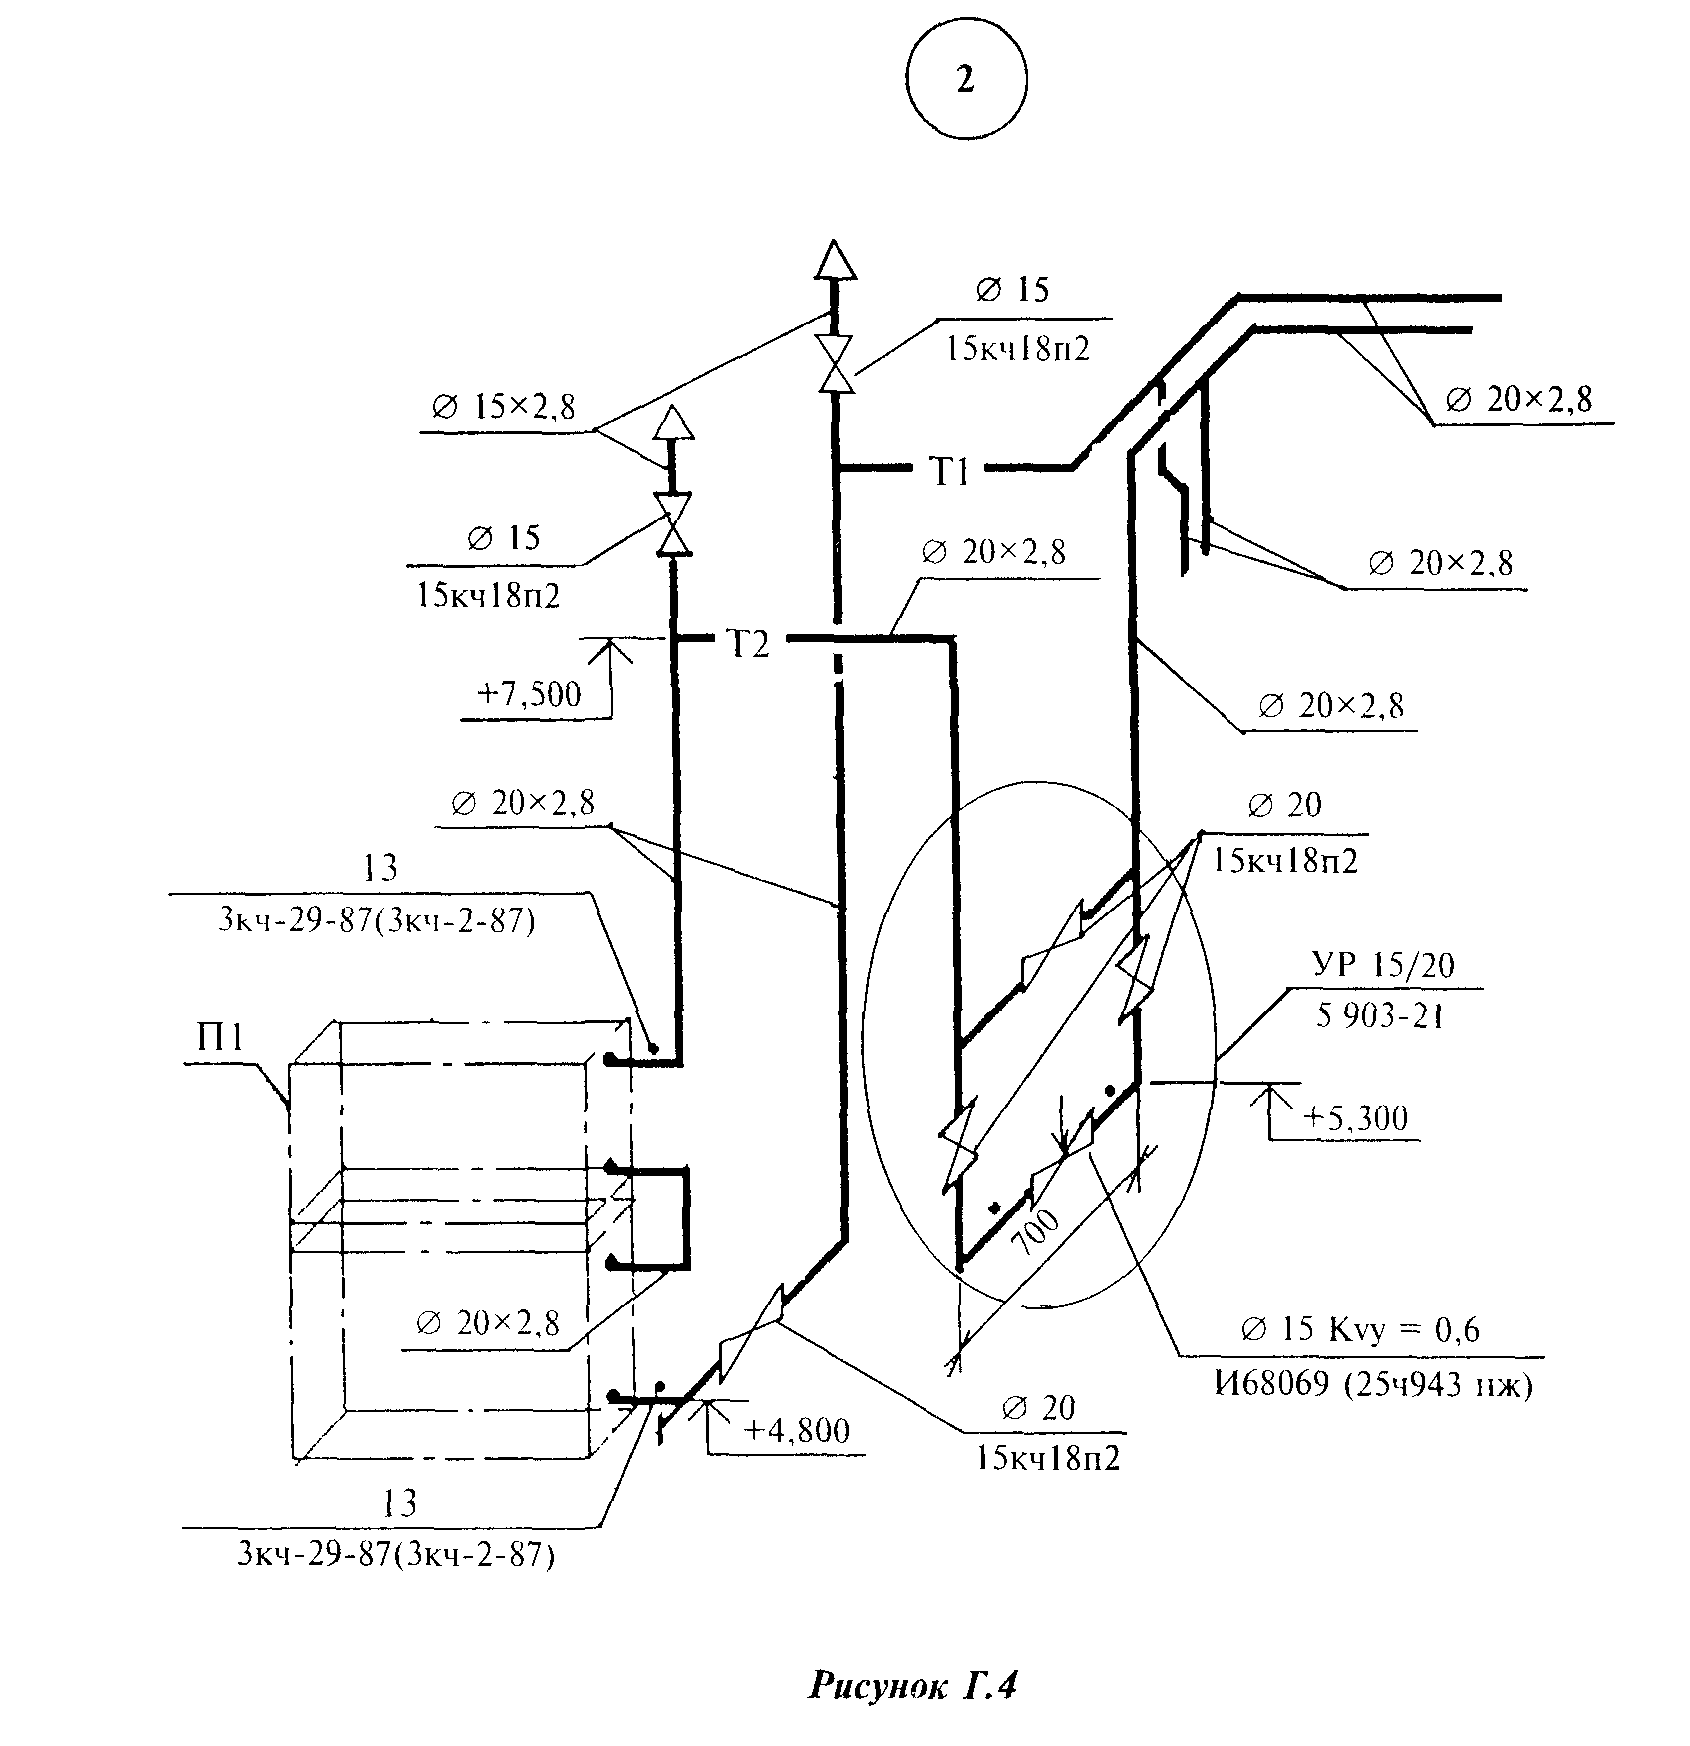 2
∅ 15
15кч18п2
∅ 15×2,8
∅ 20×2,8
Т1
∅ 15
15кч18п2
∅ 20×2,8
∅ 20×2,8
Т2
+7,500
∅ 20×2,8
∅ 20×2,8
∅ 20
15кч18п2
13
3кч-29-87(3кч-2-87)
УР 15/20
5 903-21
П1
+5,300
700
∅ 20×2,8
∅ 15 Kvy = 0,6
И68069 (25ч943 нж)
+4,800
∅ 20
15кч18п2
13
3кч-29-87(3кч-2-87)
Рисунок Г.4